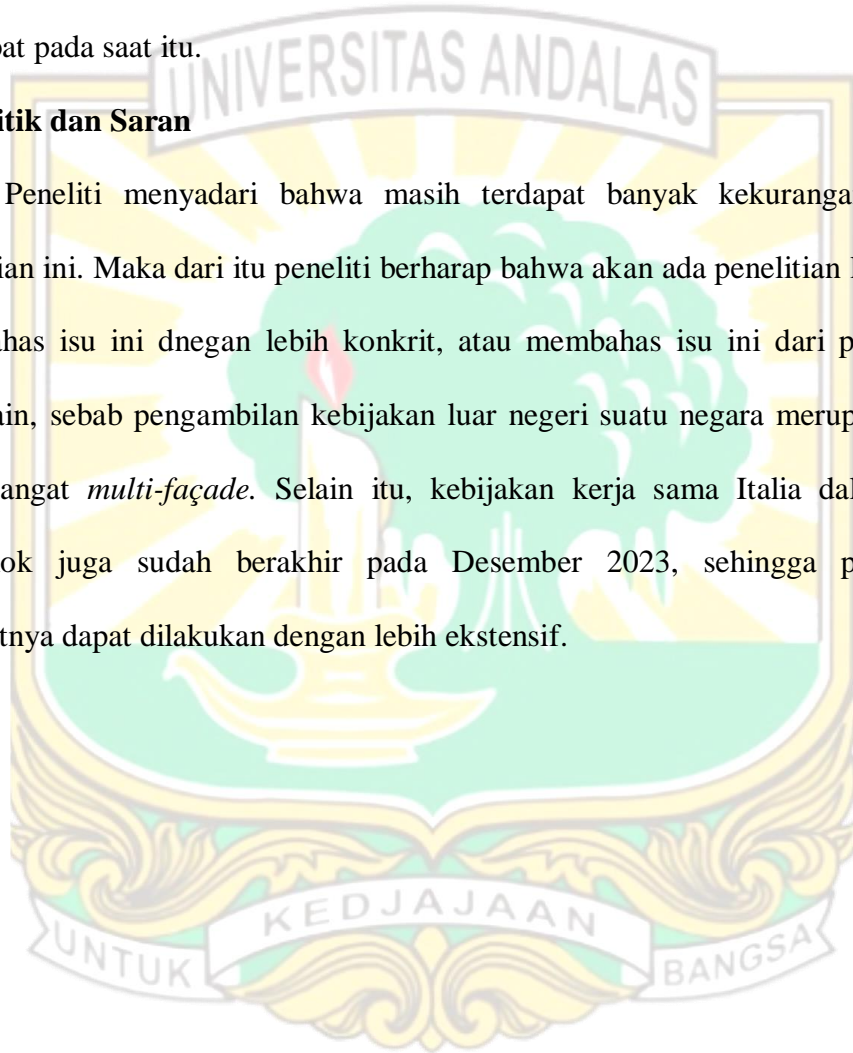 pat pada saat itu.
UNIVERSITAS ANDALAS
itik dan Saran
Peneliti menyadari bahwa masih terdapat banyak kekuranga
ian ini. Maka dari itu peneliti berharap bahwa akan ada penelitian
ahas isu ini dnegan lebih konkrit, atau membahas isu ini dari p
ain, sebab pengambilan kebijakan luar negeri suatu negara merup
angat multi-façade. Selain itu, kebijakan kerja sama Italia dal
ok juga sudah berakhir pada Desember 2023, sehingga p
tnya dapat dilakukan dengan lebih ekstensif.
UNTUK KEDJAJAAN BANGSA